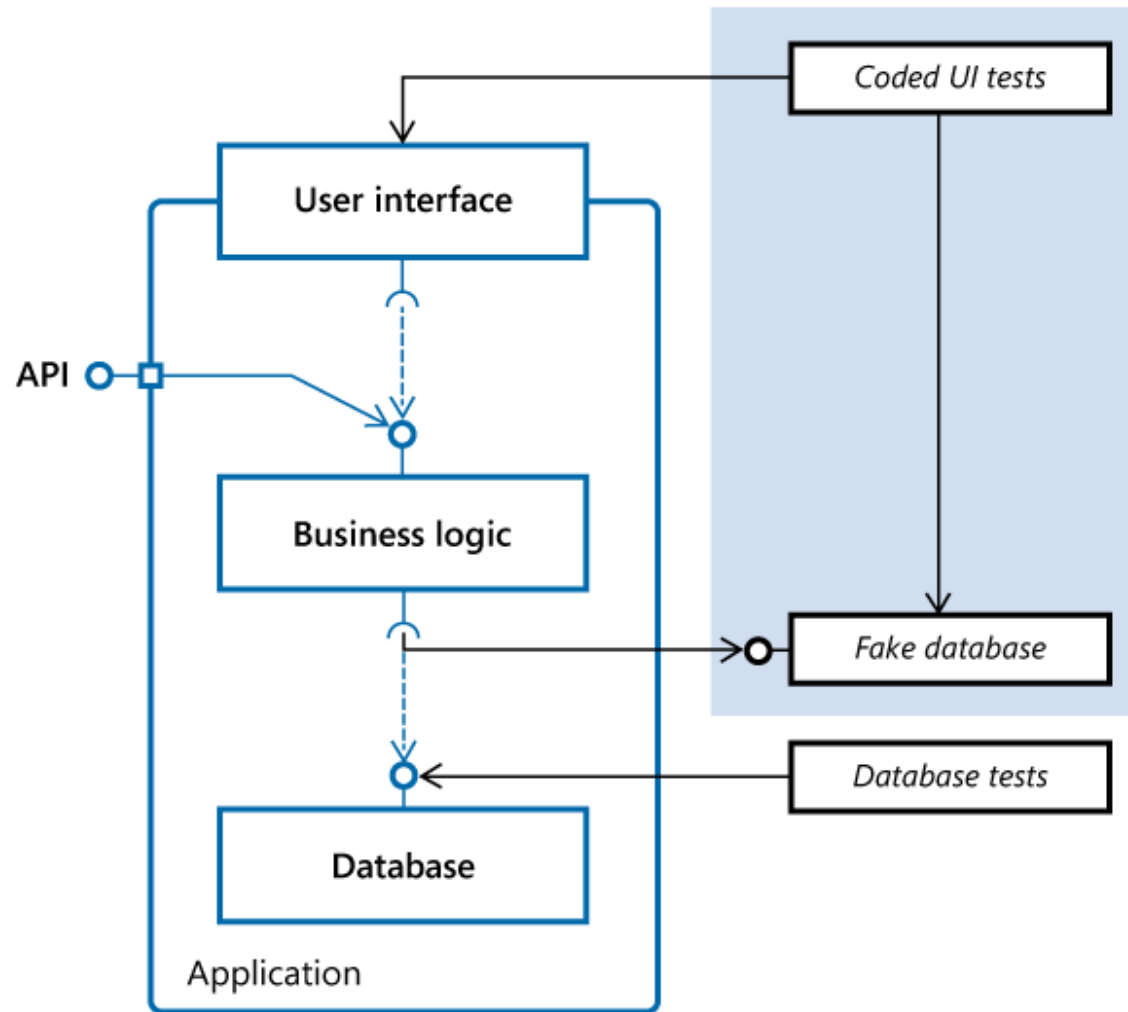 Coded UI tests
User interface
API
Business logic
Fake database
Database tests
Database
Application